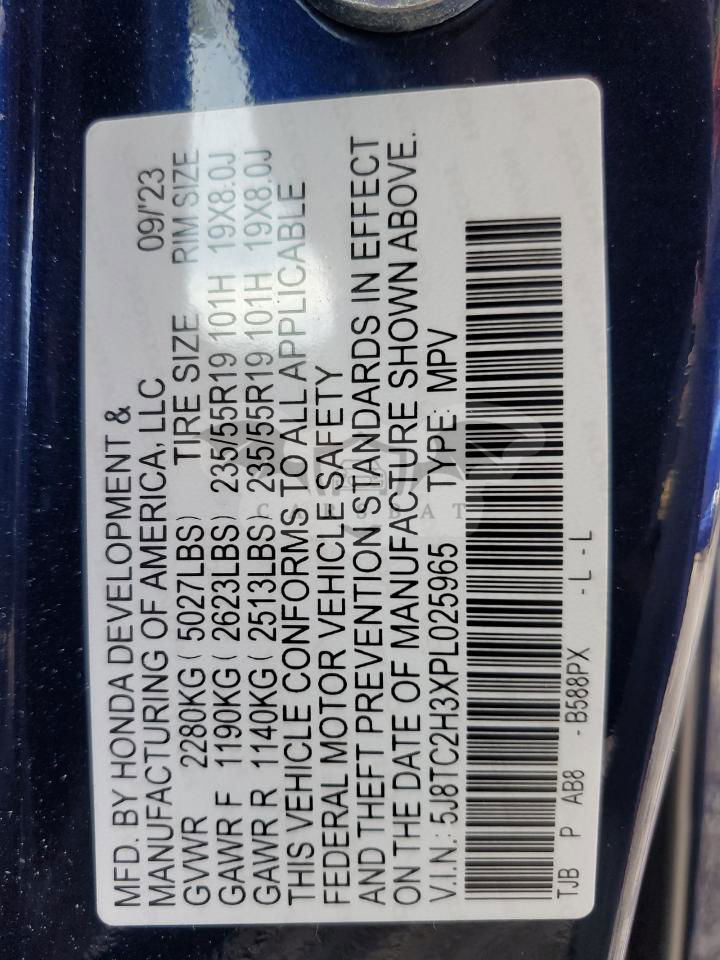 MFD. BY HONDA DEVELOPMENT &
MANUFACTURING OF AMERICA, LLC 09/'23
GVWR 2280KG ( 5027LBS) TIRE SIZE RIM SIZE
GAWR F 1190KG ( 2623LBS) 235/55R19 101H 19X8.0J
GAWR R 1140KG ( 2513LBS) 235/55R19 101H 19X8.0J
THIS VEHICLE CONFORMS TO ALL APPLICABLE
FEDERAL MOTOR VEHICLE SAFETY
AND THEFT PREVENTION STANDARDS IN EFFECT
ON THE DATE OF MANUFACTURE SHOWN ABOVE.
V.I.N.: 5J8TC2H3XPL025965 TYPE: MPV
TJB P AB8 - B588PX - L - L
CARSBAT